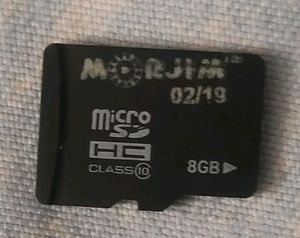 MORJIM
02/19
micro
SD
HC
CLASS 10
8GB